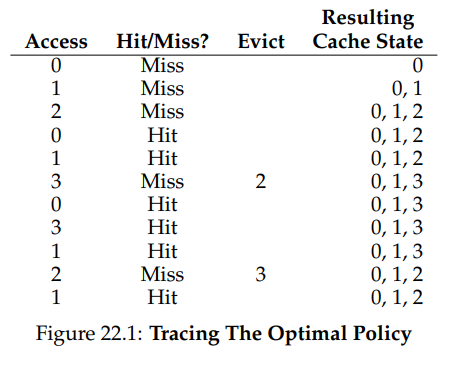 Resulting
Access Hit/Miss? Evict Cache State
0 Miss 0
1 Miss 0, 1
2 Miss 0, 1, 2
0 Hit 0, 1, 2
1 Hit 0, 1, 2
3 Miss 2 0, 1, 3
0 Hit 0, 1, 3
3 Hit 0, 1, 3
1 Hit 0, 1, 3
2 Miss 3 0, 1, 2
1 Hit 0, 1, 2
Figure 22.1: Tracing The Optimal Policy